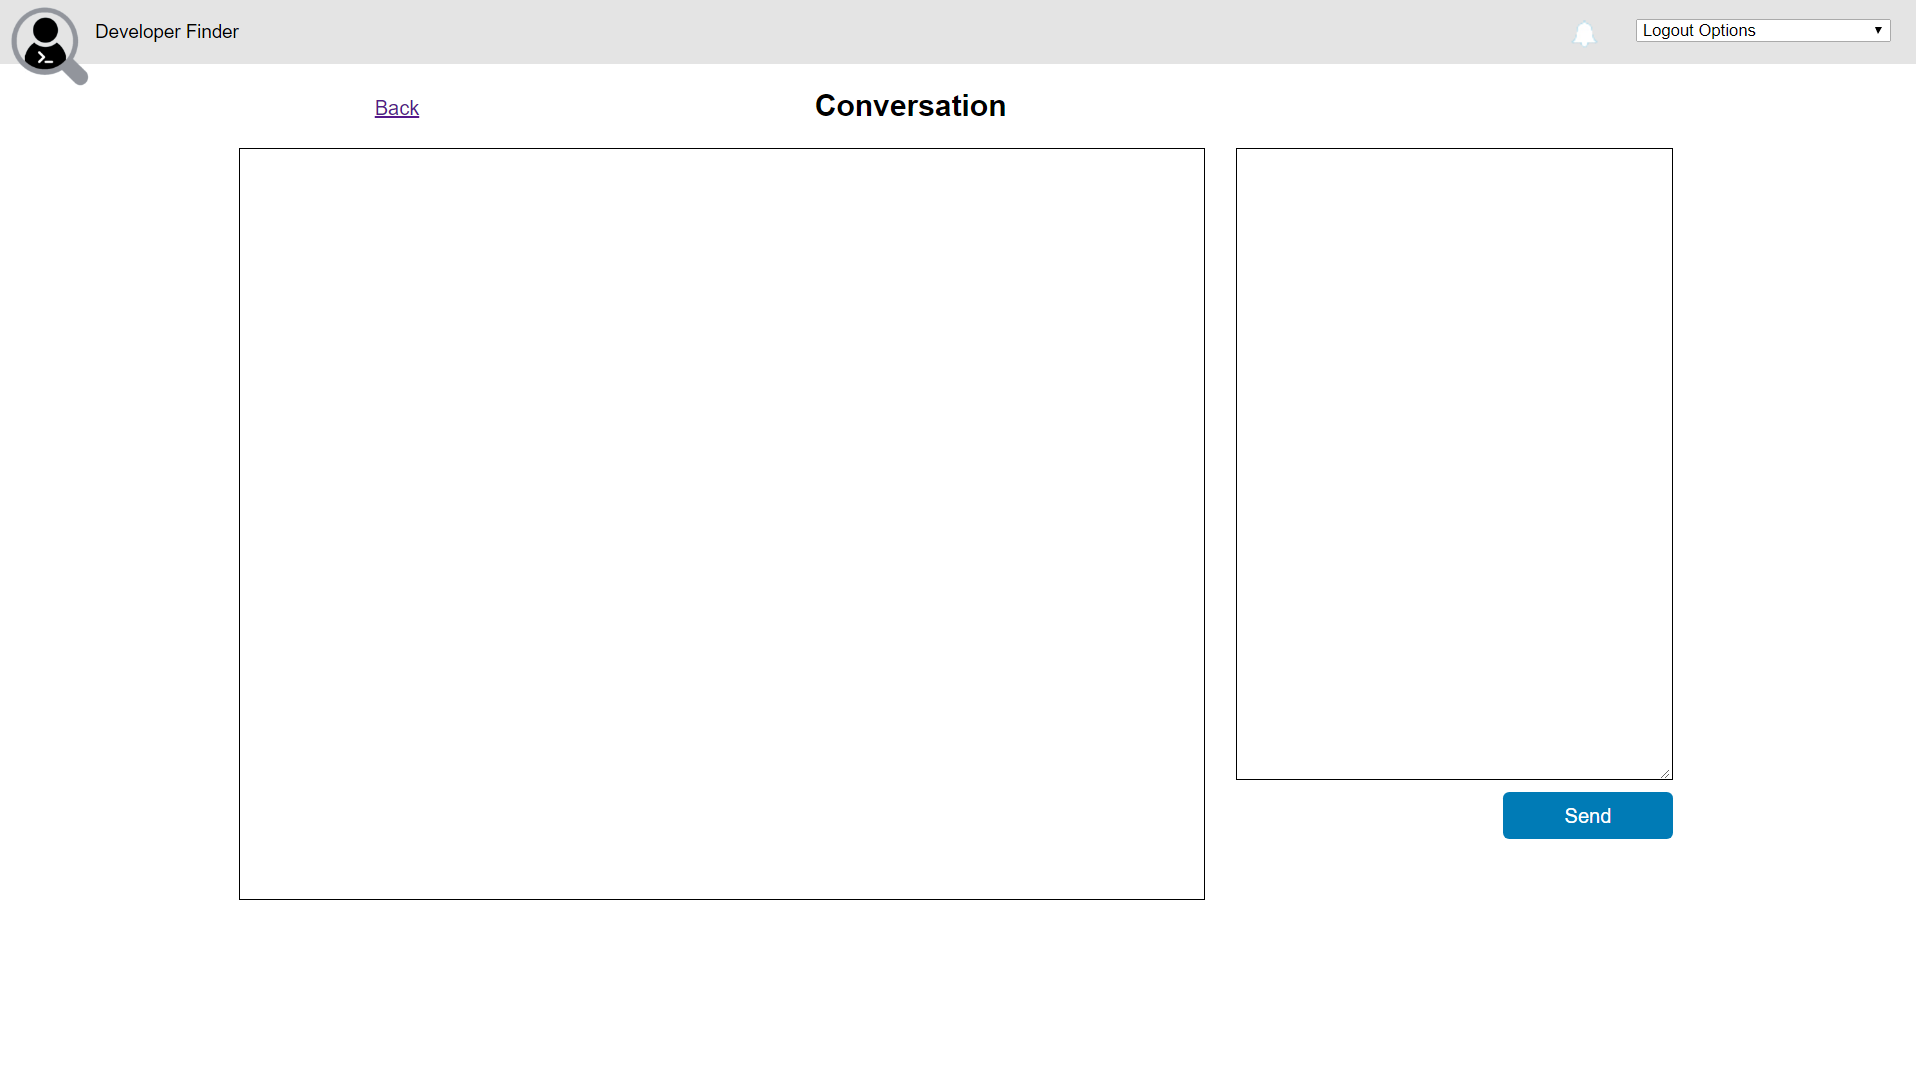 Developer Finder
Logout Options
Back
Conversation
Send